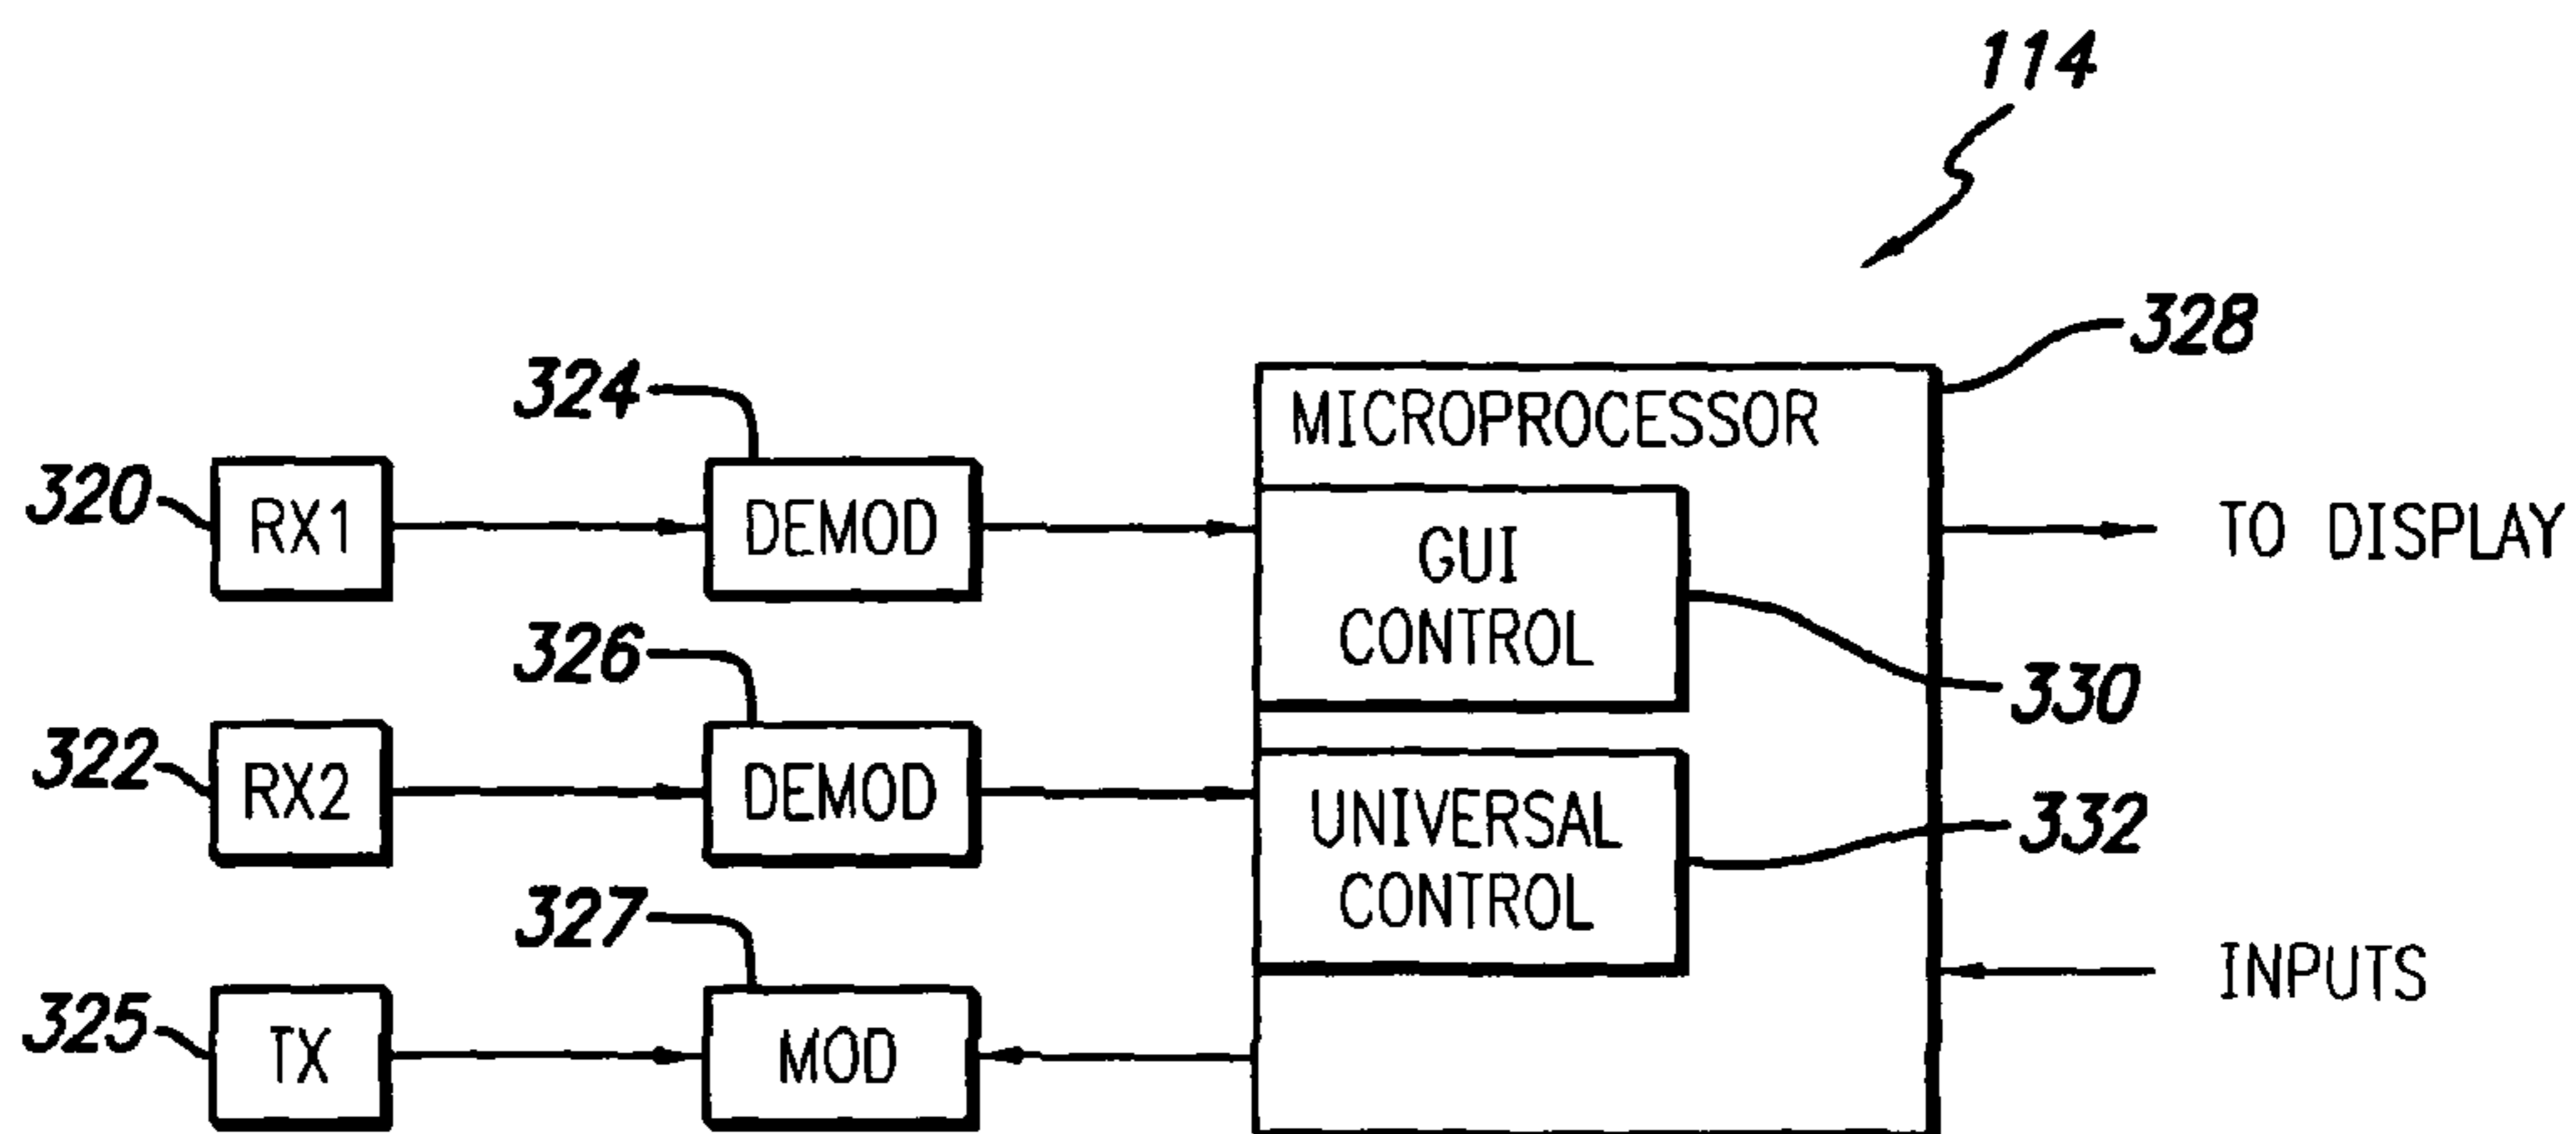 114
328
324
MICROPROCESSOR
320
RX1
DEMOD
GUI
CONTROL
TO DISPLAY
326
330
322
RX2
DEMOD
UNIVERSAL
CONTROL
332
327
INPUTS
325
TX
MOD